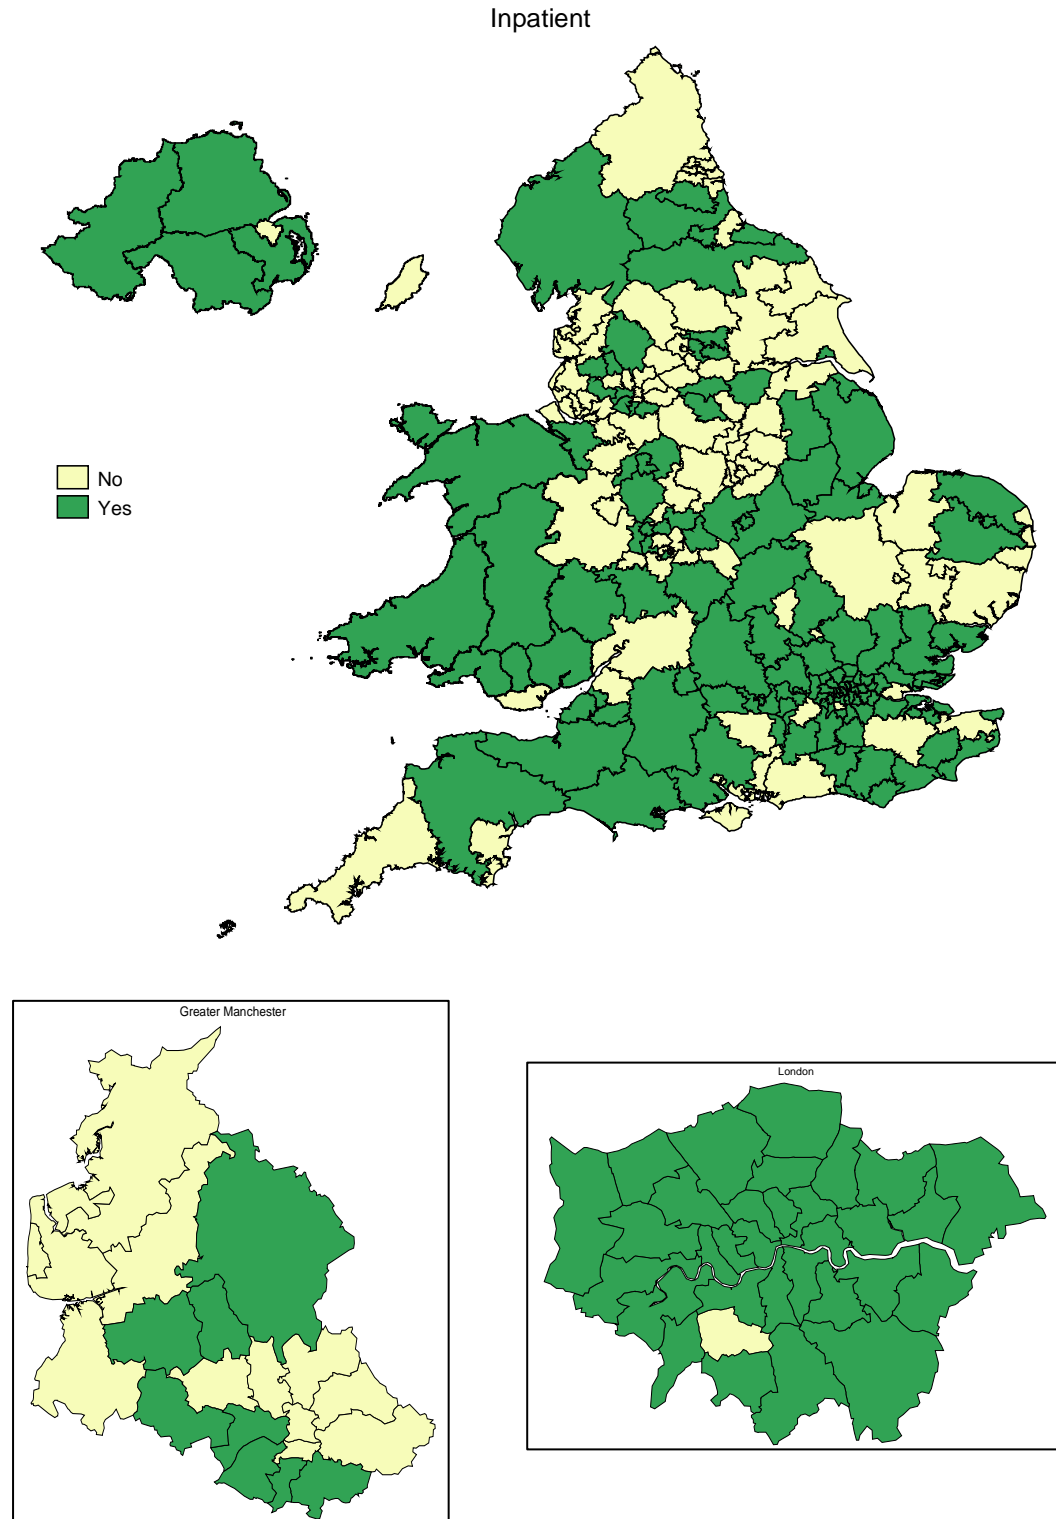 Inpatient
No
Yes
Greater Manchester
London